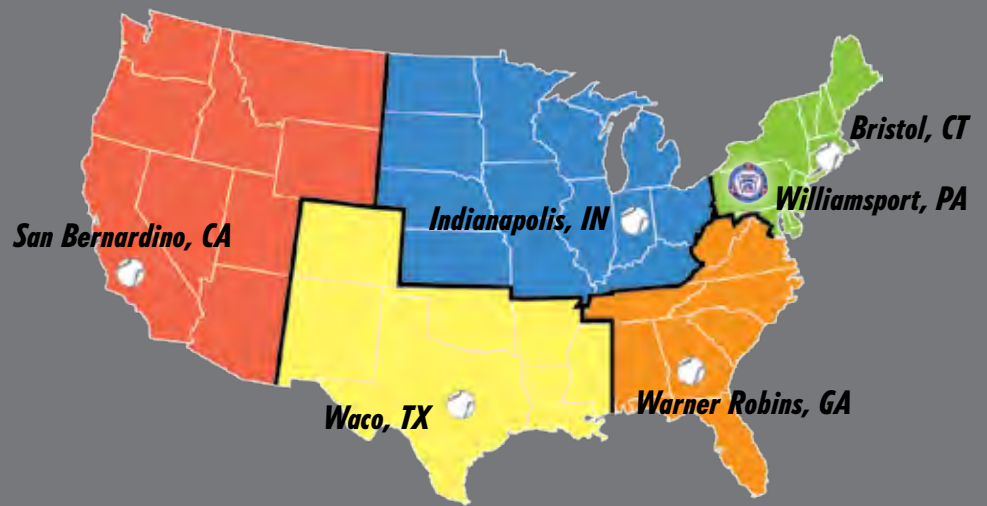 Bristol, CT
Williamsport, PA
Indianapolis, IN
San Bernardino, CA
Waco, TX
Warner Robins, GA